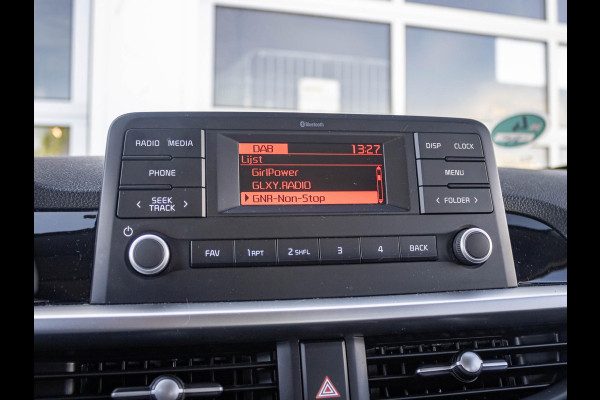 Bluetooth
RADIO MEDIA
PHONE
< SEEK TRACK >
DAB 13:27
Lijst
GirlPower
GLXY.RADIO
GNR-Non-Stop
DISP CLOCK
MENU
< FOLDER >
FAV 1 RPT 2 SHFL 3 4 BACK